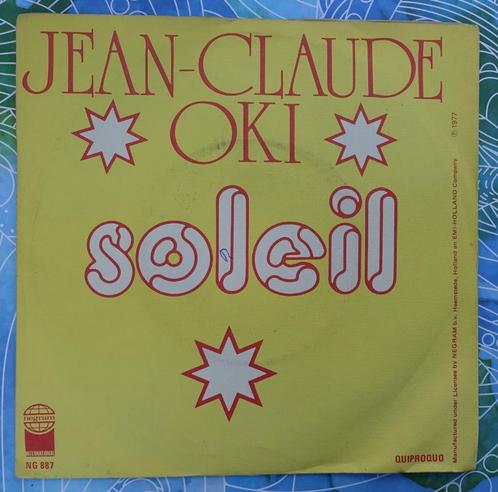 JEAN-CLAUDE
OKI
soleil
℗ 1977
Manufactured under Licenses by NEGRAM b.v. Heemstede, Holland an EMI-HOLLAND Company
negram
INTERNATIONAL
NG 887
QUIPROQUO